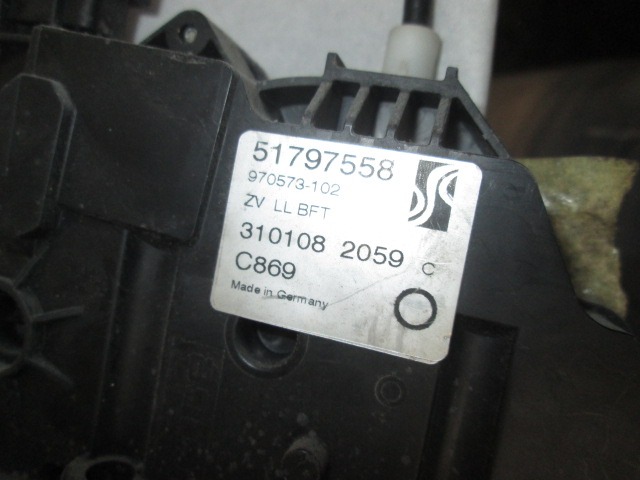 51797558
970573-102
ZV LL BFT
310108 2059 C
C869
Made in Germany